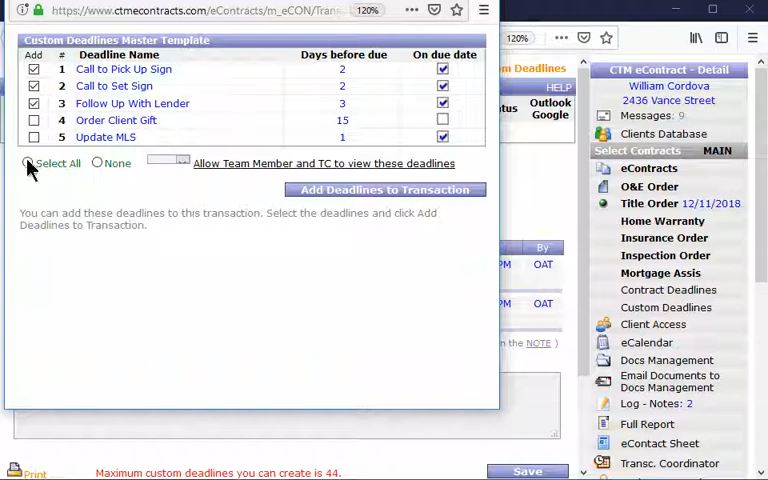 https://www.ctmecontracts.com/eContracts/m_eCON/Trans
120%
120%
Custom Deadlines Master Template
Add # Deadline Name Days before due On due date
1 Call to Pick Up Sign 2
2 Call to Set Sign 2
3 Follow Up With Lender 3
4 Order Client Gift 15
5 Update MLS 1
Select All None Allow Team Member and TC to view these deadlines
Add Deadlines to Transaction
You can add these deadlines to this transaction. Select the deadlines and click Add
Deadlines to Transaction.
Deadlines
HELP
Outlook
Google
By
PM OAT
PM OAT
in the NOTE )
Print
Maximum custom deadlines you can create is 44.
Save
CTM eContract - Detail
William Cordova
2436 Vance Street
Messages: 9
Clients Database
Select Contracts MAIN
eContracts
O&E Order
Title Order 12/11/2018
Home Warranty
Insurance Order
Inspection Order
Mortgage Assis
Contract Deadlines
Custom Deadlines
Client Access
eCalendar
Docs Management
Email Documents to
Docs Management
Log - Notes: 2
Full Report
eContact Sheet
Transc. Coordinator